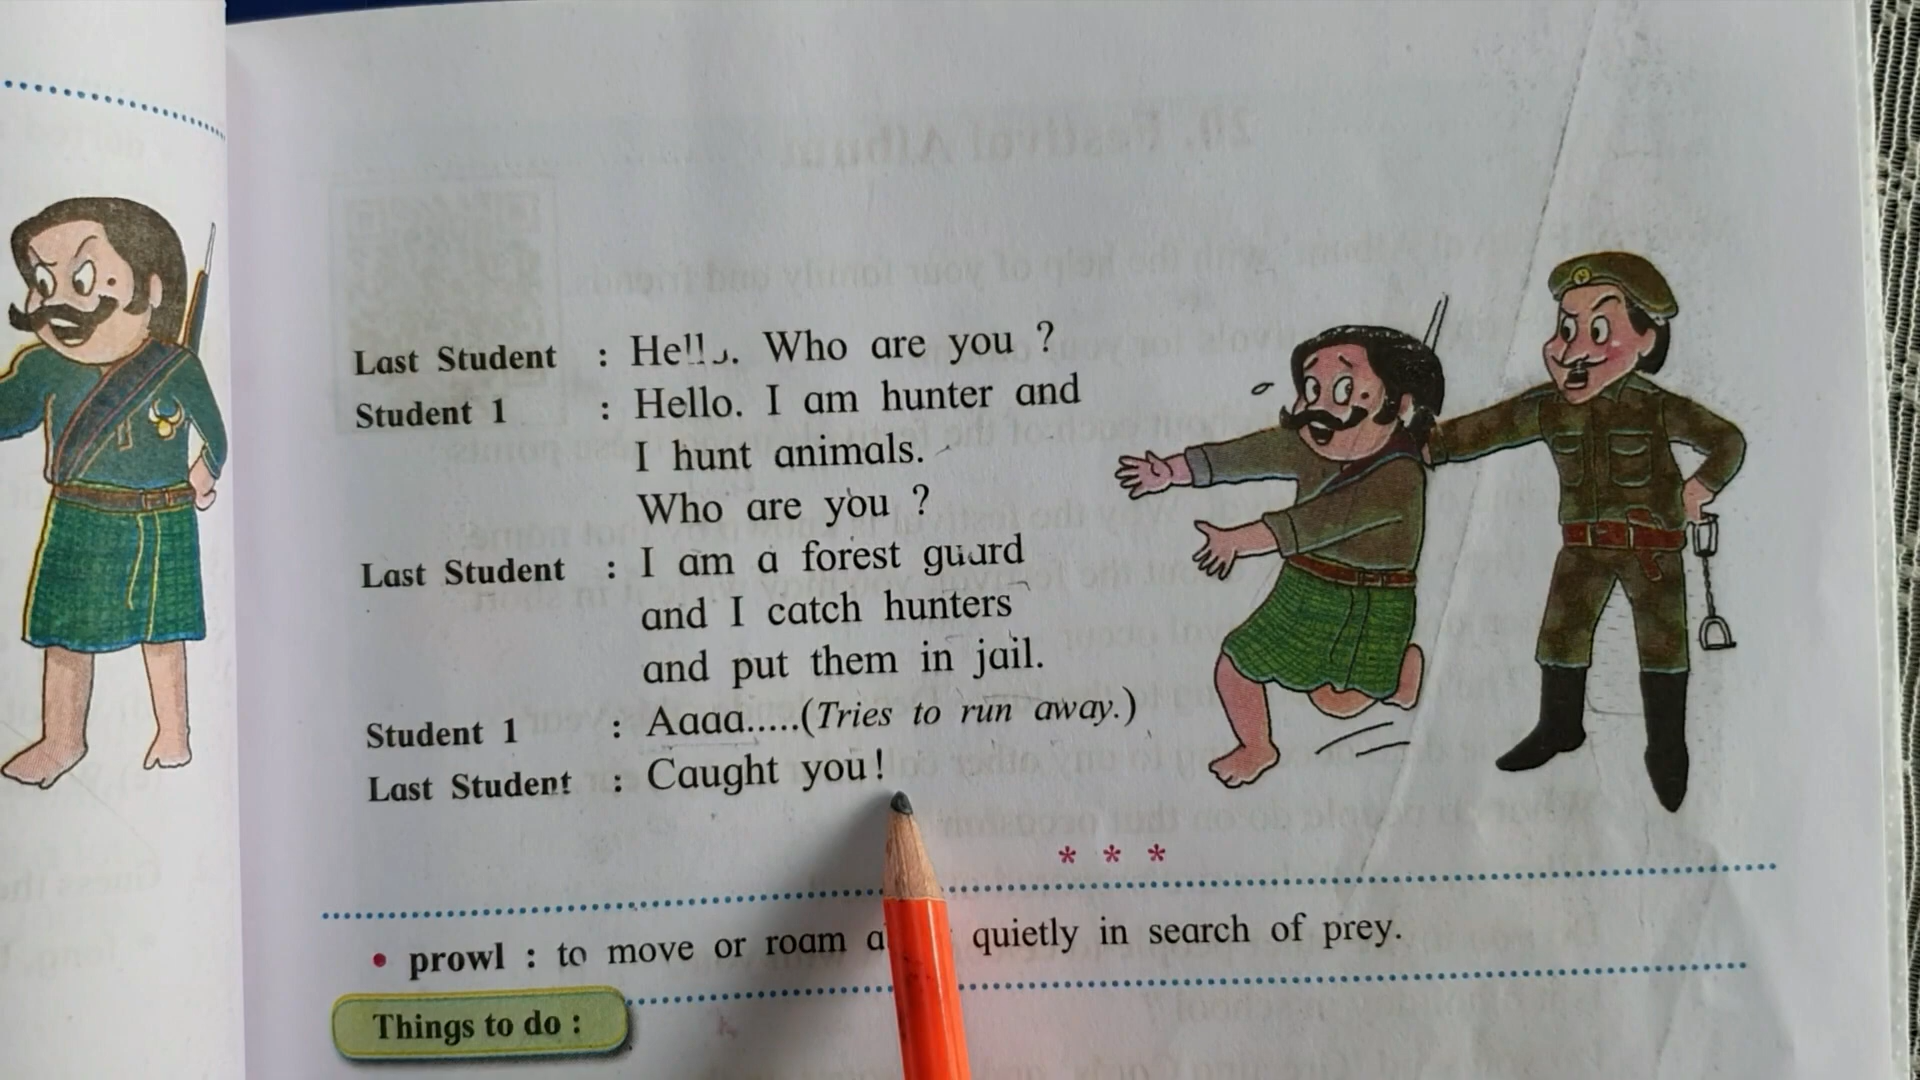 Last Student : Hello. Who are you ?
Student 1 : Hello. I am hunter and
I hunt animals.
Who are you ?
Last Student : I am a forest guard
and I catch hunters
and put them in jail.
Student 1 : Aaaa.....(Tries to run away.)
Last Student : Caught you!
* * *
• prowl : to move or roam quietly in search of prey.
Things to do :